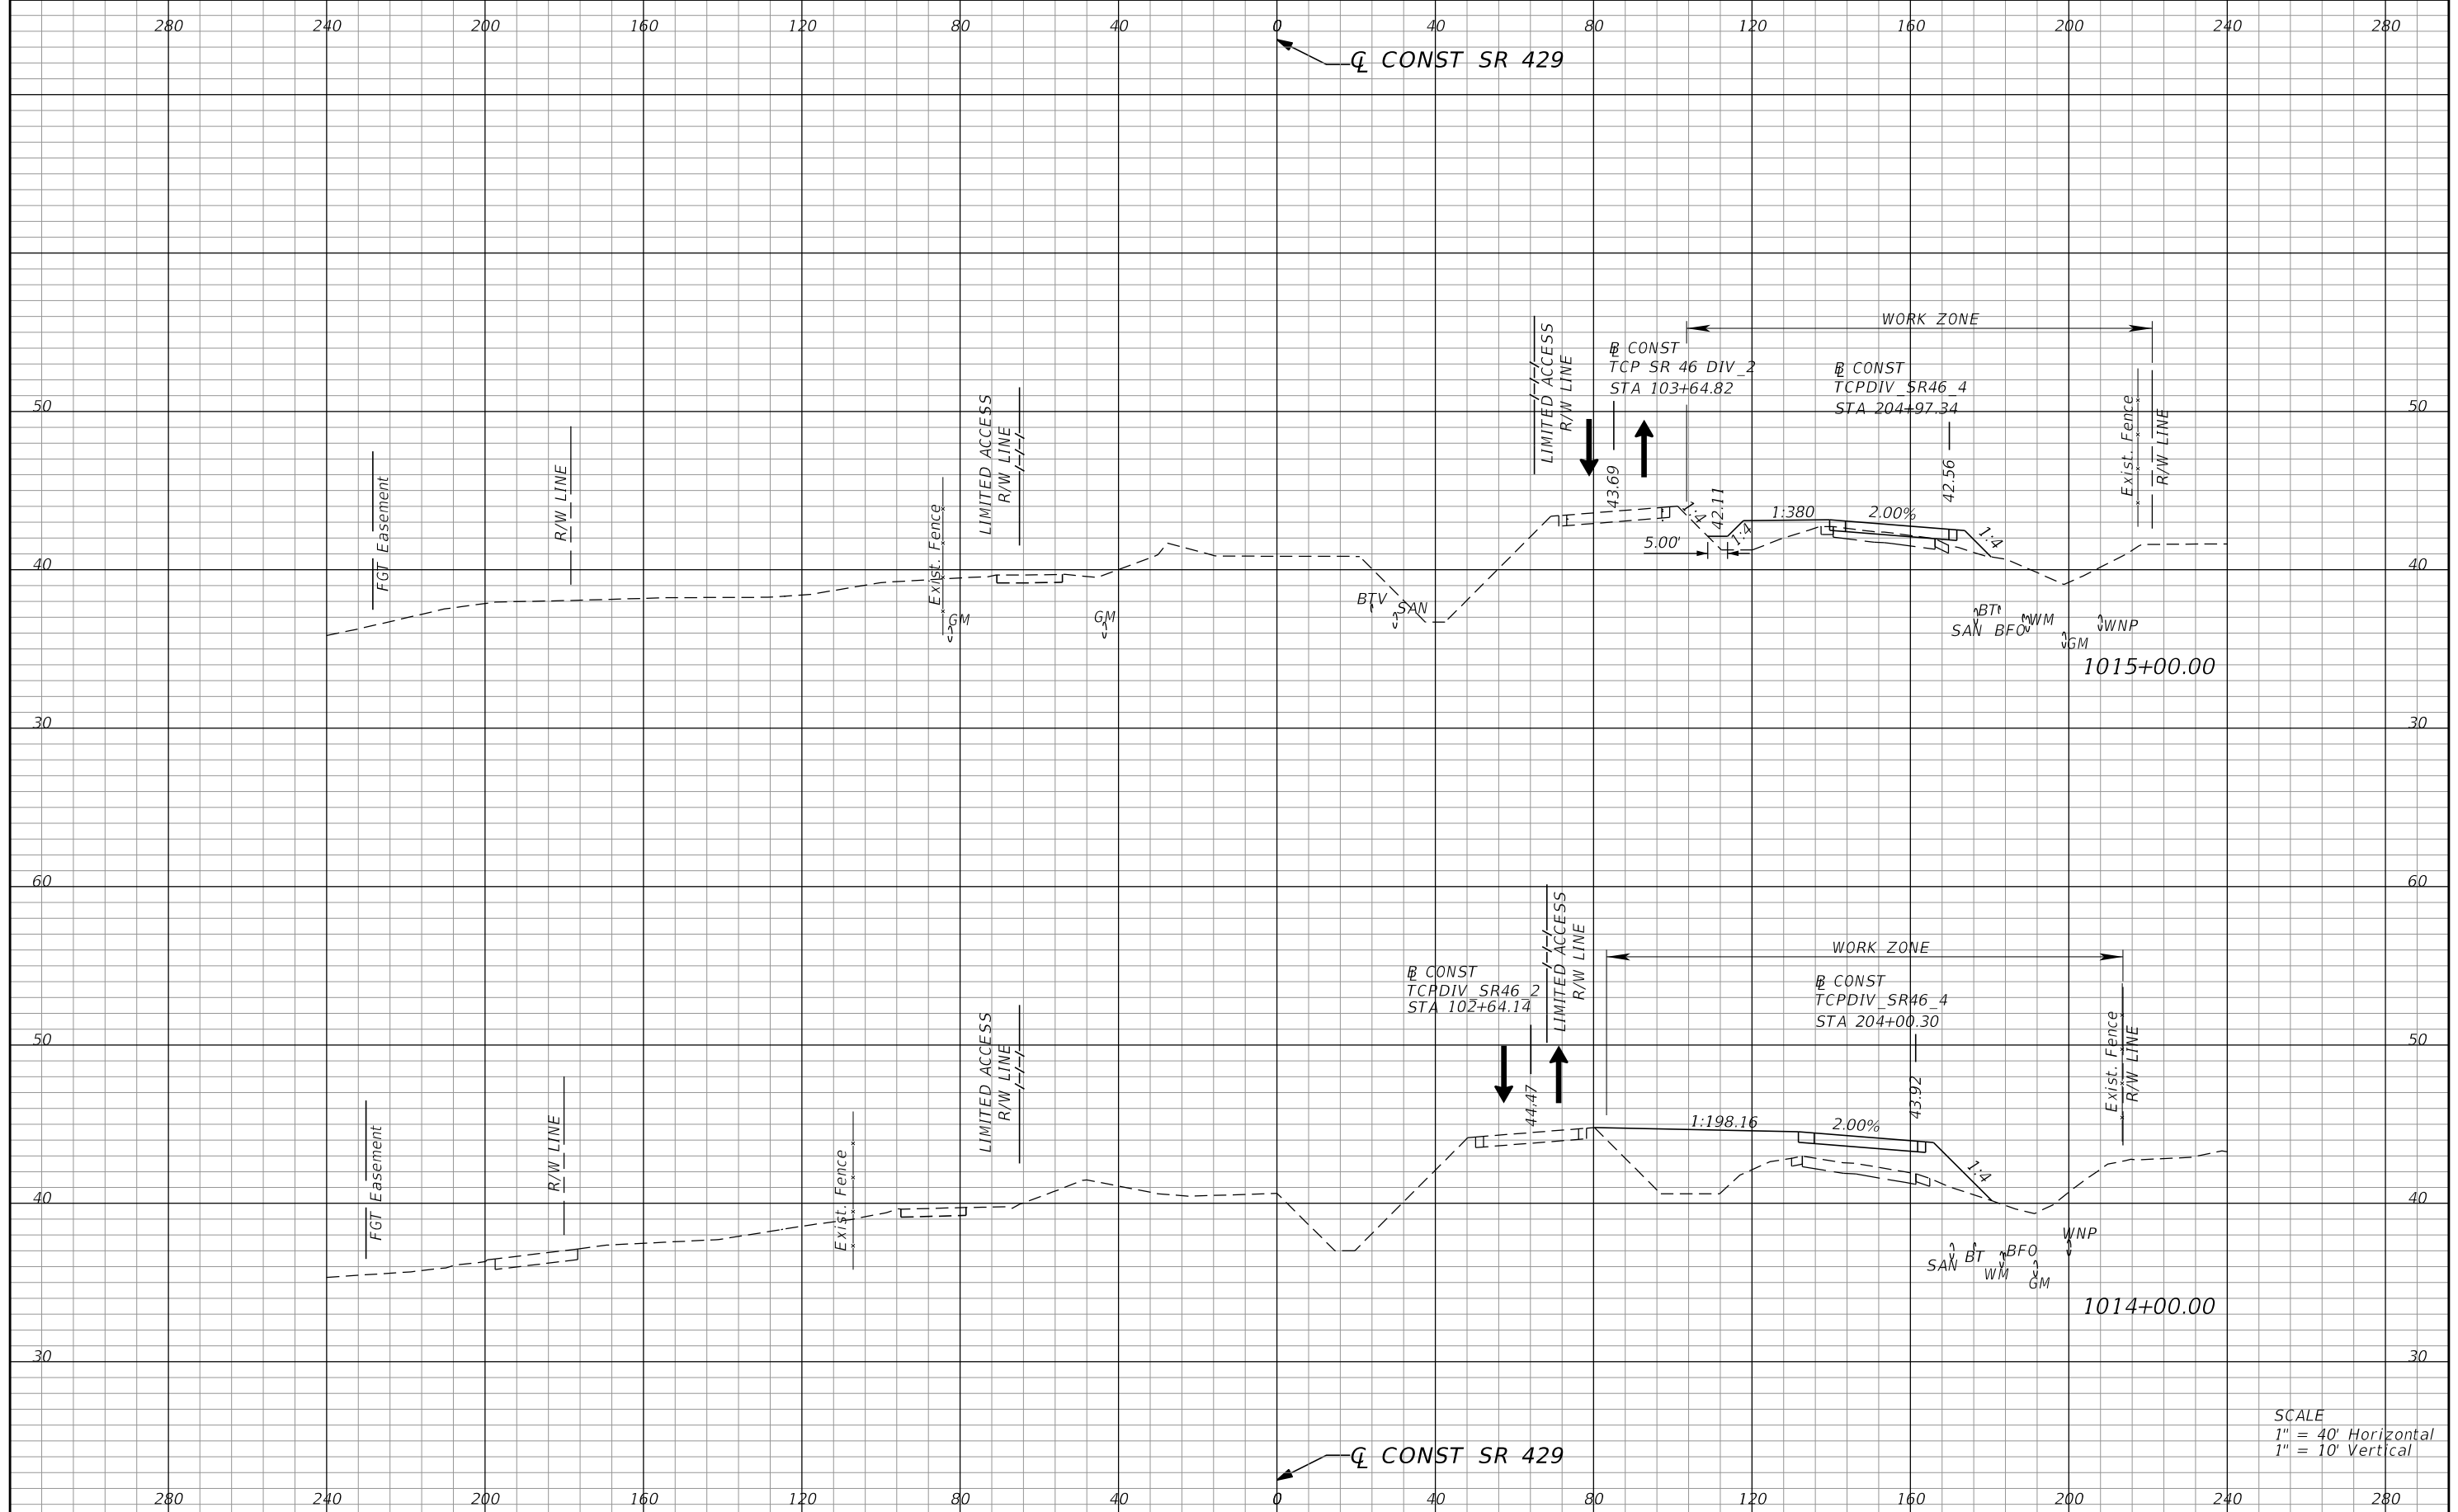 280 240 200 160 120 80 40 0 40 80 120 160 200 240 280
℄ CONST SR 429
WORK ZONE
LIMITED ACCESS
R/W LINE
℄ CONST
TCP SR 46 DIV_2
STA 103+64.82
℄ CONST
TCPDIV_SR46_4
STA 204+97.34
50
50
FGT Easement
R/W LINE
Exist. Fence
LIMITED ACCESS
R/W LINE
43.69
1:4
42.11
1:4
5.00'
1:380
2.00%
42.56
1:4
Exist. Fence
R/W LINE
40
40
GM
GM
BTV
SAN
BT
SAN
BFO
WM
GM
WNP
1015+00.00
30
30
60
60
WORK ZONE
LIMITED ACCESS
R/W LINE
℄ CONST
TCPDIV_SR46_2
STA 102+64.14
℄ CONST
TCPDIV_SR46_4
STA 204+00.30
50
50
FGT Easement
R/W LINE
Exist. Fence
LIMITED ACCESS
R/W LINE
44.47
1:198.16
2.00%
43.92
1:4
Exist. Fence
R/W LINE
40
40
SAN
BT
WM
BFO
GM
WNP
1014+00.00
30
30
SCALE
1" = 40' Horizontal
1" = 10' Vertical
℄ CONST SR 429
280 240 200 160 120 80 40 0 40 80 120 160 200 240 280